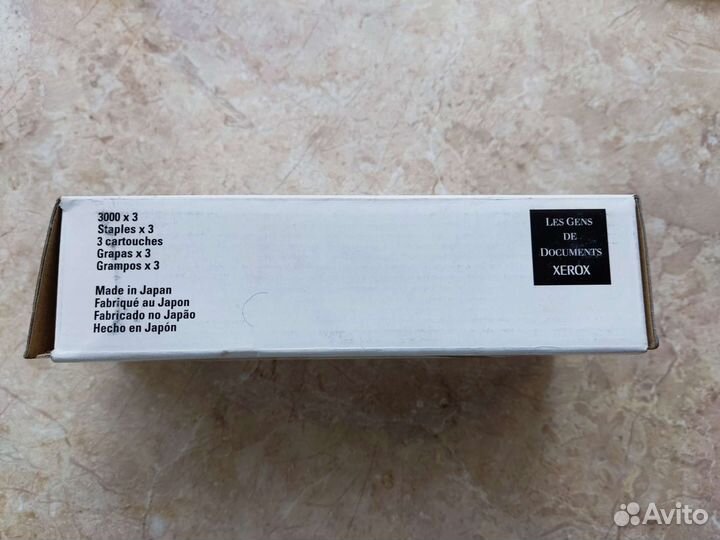 3000 x 3
Staples x 3
3 cartouches
Grapas x 3
Grampos x 3
Made in Japan
Fabriqué au Japon
Fabricado no Japão
Hecho en Japón
LES GENS
DE
DOCUMENTS
XEROX
Avito